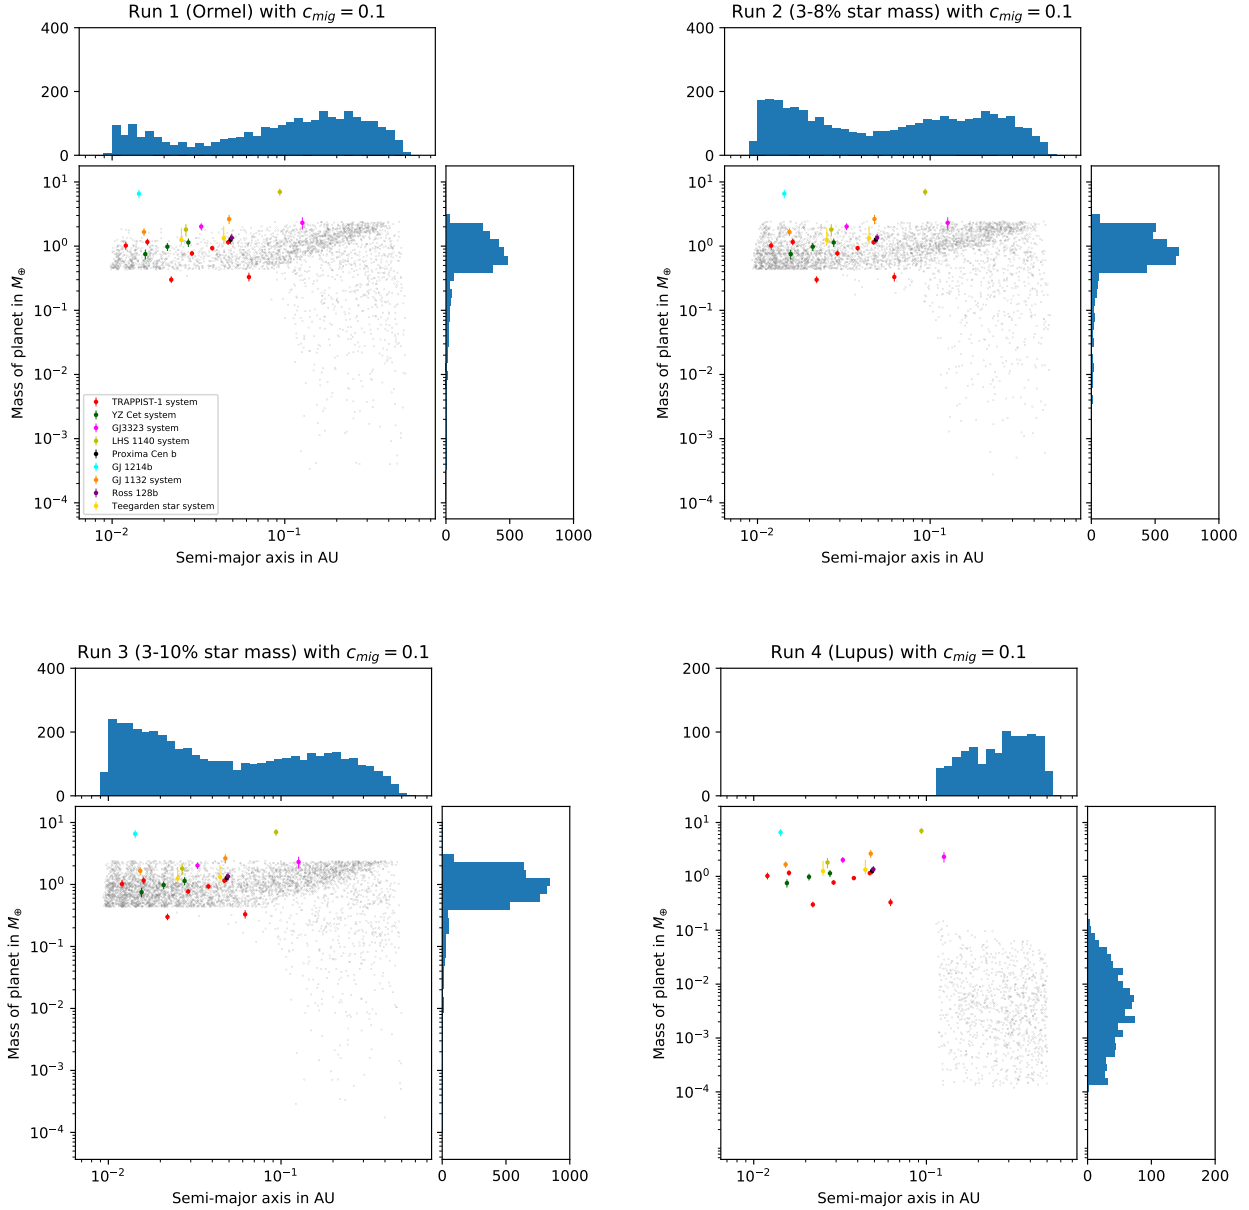 Run 1 (Ormel) with c_mig = 0.1
400
200
0
10^1
10^0
10^-1
10^-2
10^-3
10^-4
Mass of planet in M_⊕
TRAPPIST-1 system
YZ Cet system
GJ3323 system
LHS 1140 system
Proxima Cen b
GJ 1214b
GJ 1132 system
Ross 128b
Teegarden star system
10^-2 10^-1
Semi-major axis in AU
0 500 1000
Run 2 (3-8% star mass) with c_mig = 0.1
400
200
0
10^1
10^0
10^-1
10^-2
10^-3
10^-4
Mass of planet in M_⊕
10^-2 10^-1
Semi-major axis in AU
0 500 1000
Run 3 (3-10% star mass) with c_mig = 0.1
400
200
0
10^1
10^0
10^-1
10^-2
10^-3
10^-4
Mass of planet in M_⊕
10^-2 10^-1
Semi-major axis in AU
0 500 1000
Run 4 (Lupus) with c_mig = 0.1
200
100
0
10^1
10^0
10^-1
10^-2
10^-3
10^-4
Mass of planet in M_⊕
10^-2 10^-1
Semi-major axis in AU
0 100 200